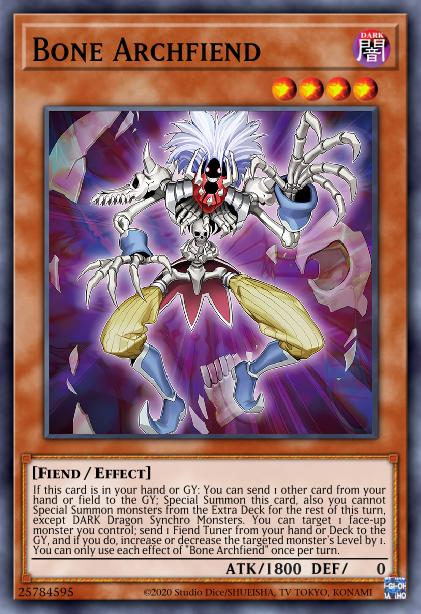 BONE ARCHFIEND
DARK
闇
[FIEND / EFFECT]
If this card is in your hand or GY: You can send 1 other card from your
hand or field to the GY; Special Summon this card, also you cannot
Special Summon monsters from the Extra Deck for the rest of this turn,
except DARK Dragon Synchro Monsters. You can target 1 face-up
monster you control; send 1 Fiend Tuner from your hand or Deck to the
GY, and if you do, increase or decrease the targeted monster's Level by 1.
You can only use each effect of "Bone Archfiend" once per turn.
ATK/1800 DEF/ 0
25784595 ©2020 Studio Dice/SHUEISHA, TV TOKYO, KONAMI